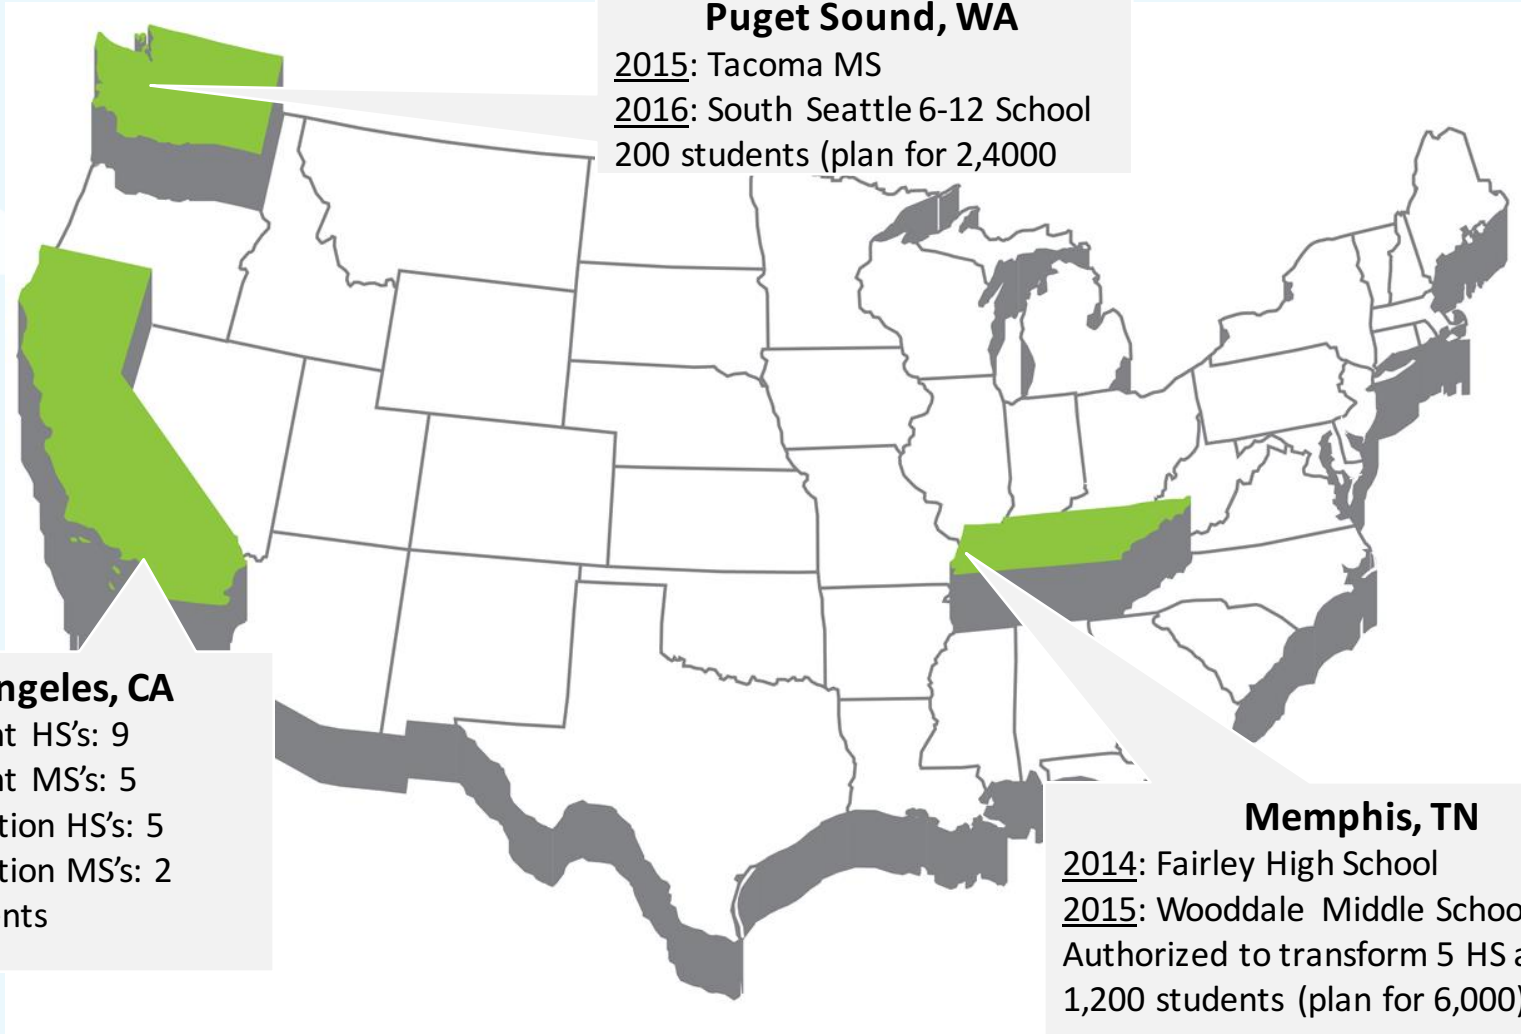 Puget Sound, WA
2015: Tacoma MS
2016: South Seattle 6-12 School
200 students (plan for 2,4000
ngeles, CA
nt HS's: 9
nt MS's: 5
tion HS's: 5
tion MS's: 2
nts
Memphis, TN
2014: Fairley High School
2015: Wooddale Middle Schoo
Authorized to transform 5 HS a
1,200 students (plan for 6,000)